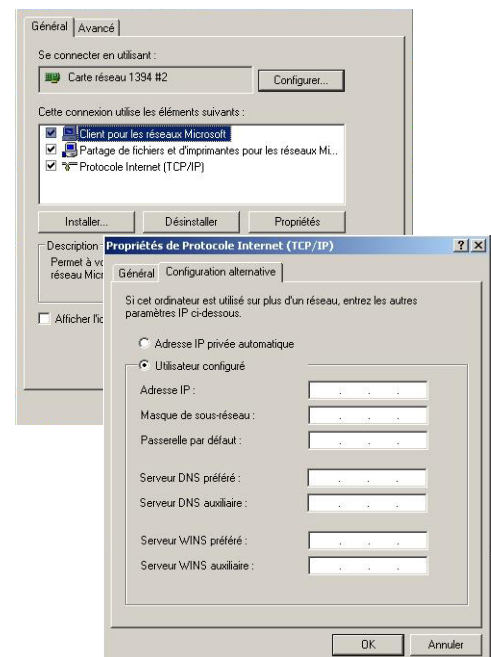 Général
Avancé
Se connecter en utilisant :
Carte réseau 1394 #2
Configurer...
Cette connexion utilise les éléments suivants :
Client pour les réseaux Microsoft
Partage de fichiers et d'imprimantes pour les réseaux Mi...
Protocole Internet (TCP/IP)
Installer...
Désinstaller
Propriétés
Description
Permet à
réseau
Afficher
Propriétés de Protocole Internet (TCP/IP)
Général
Configuration alternative
Si cet ordinateur est utilisé sur plus d'un réseau, entrez les autres
paramètres IP ci-dessous.
Adresse IP privée automatique
Utilisateur configuré
Adresse IP :
Masque de sous-réseau :
Passerelle par défaut :
Serveur DNS préféré :
Serveur DNS auxiliaire :
Serveur WINS préféré :
Serveur WINS auxiliaire :
OK
Annuler